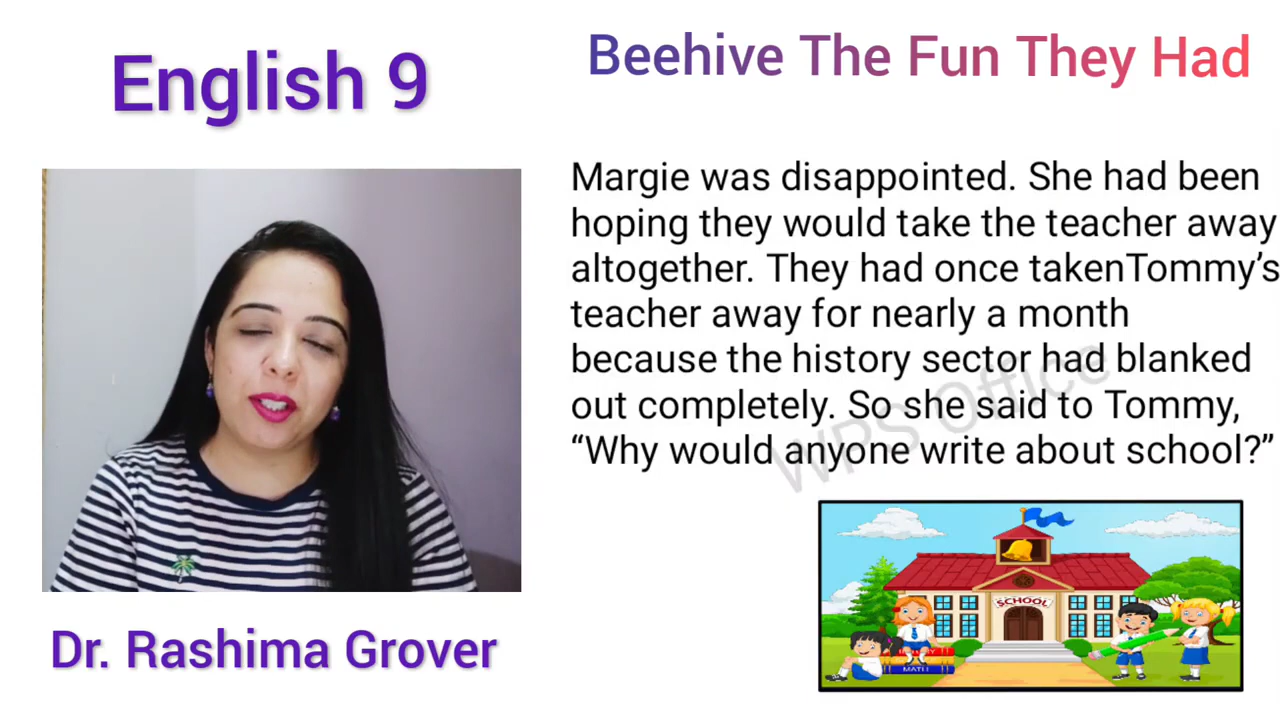 English 9
Beehive The Fun They Had
Margie was disappointed. She had been
hoping they would take the teacher away
altogether. They had once takenTommy’s
teacher away for nearly a month
because the history sector had blanked
out completely. So she said to Tommy,
“Why would anyone write about school?”
WPS Office
SCHOOL
MATH
Dr. Rashima Grover